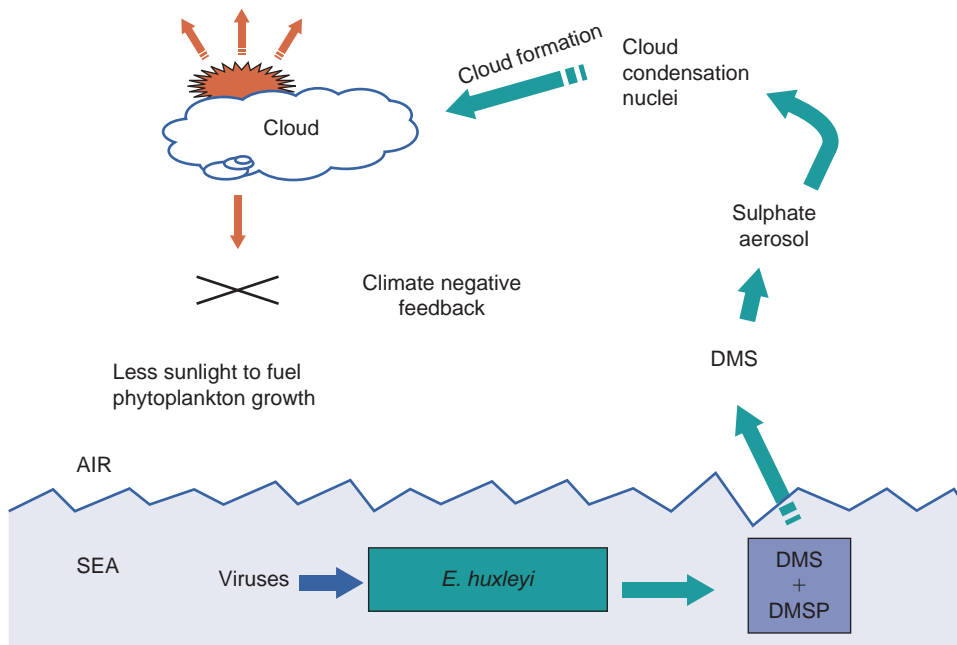 Cloud formation
Cloud
condensation
nuclei
Cloud
Sulphate
aerosol
Climate negative
feedback
DMS
Less sunlight to fuel
phytoplankton growth
AIR
SEA
Viruses
E. huxleyi
DMS
+
DMSP